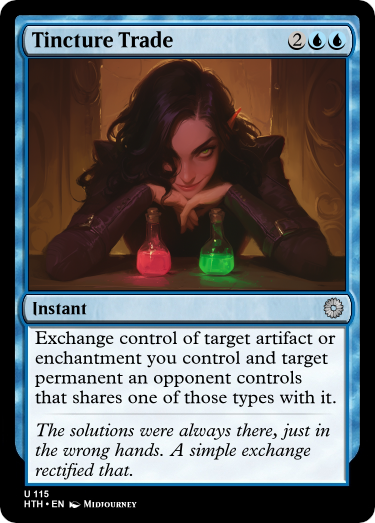 Tincture Trade 2
Instant
Exchange control of target artifact or
enchantment you control and target
permanent an opponent controls
that shares one of those types with it.
The solutions were always there, just in
the wrong hands. A simple exchange
rectified that.
U 115
HTH • EN Midjourney